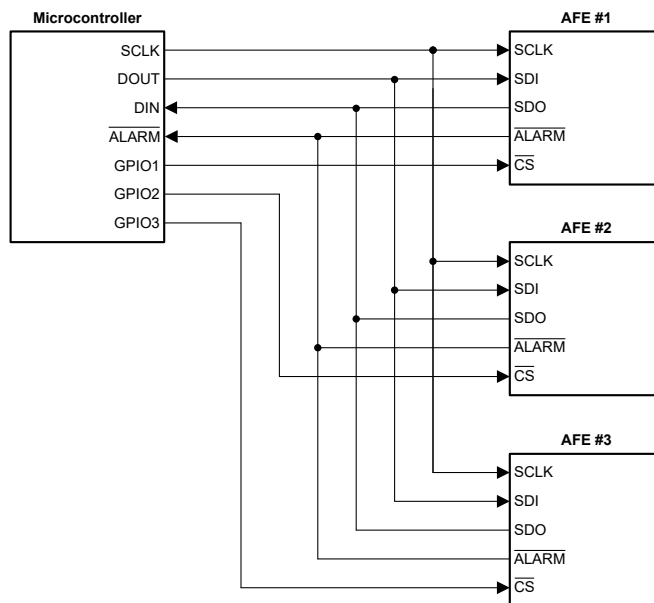 Microcontroller
SCLK
DOUT
DIN
ALARM
GPIO1
GPIO2
GPIO3
AFE #1
SCLK
SDI
SDO
ALARM
CS
AFE #2
SCLK
SDI
SDO
ALARM
CS
AFE #3
SCLK
SDI
SDO
ALARM
CS